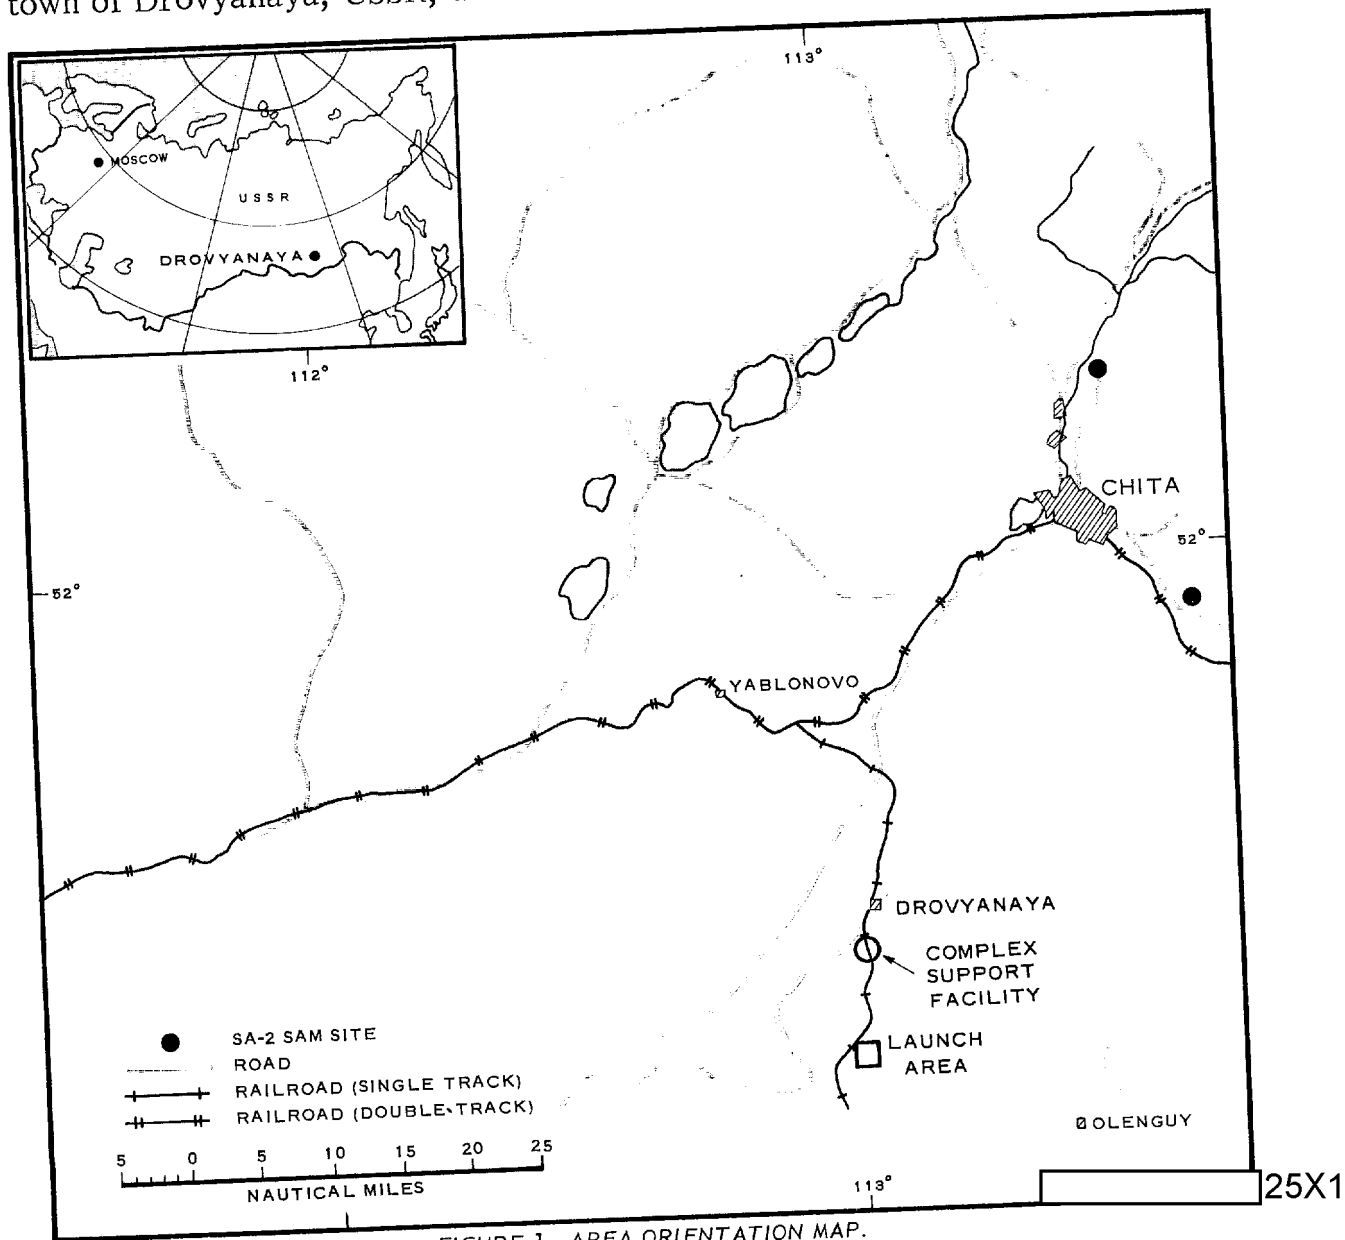 town of Drovyanaya, USSR,
113°
MOSCOW
USSR
DROVYANAYA
112°
CHITA
52°
52°
YABLONOVO
DROVYANAYA
COMPLEX
SUPPORT
FACILITY
LAUNCH
AREA
SA-2 SAM SITE
ROAD
RAILROAD (SINGLE TRACK)
RAILROAD (DOUBLE-TRACK)
OLENGUY
5 0 5 10 15 20 25
NAUTICAL MILES
113°
25X1
FIGURE 1. AREA ORIENTATION MAP.